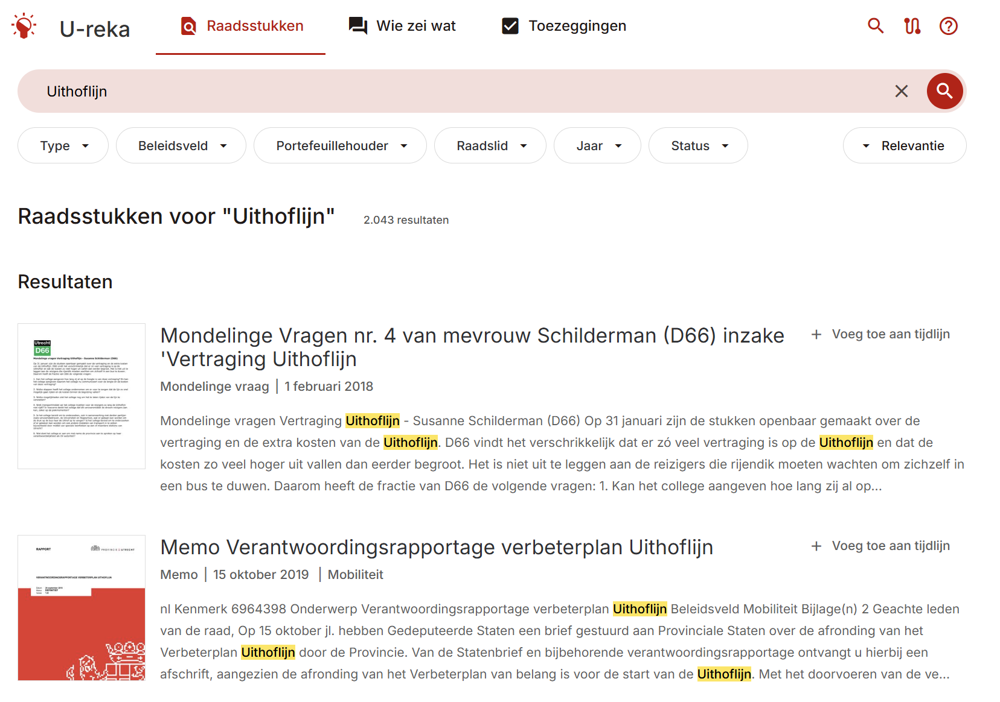 U-reka
Raadsstukken
Wie zei wat
Toezeggingen
Uithoflijn
Type
Beleidsveld
Portefeuillehouder
Raadslid
Jaar
Status
Relevantie
Raadsstukken voor "Uithoflijn"
2.043 resultaten
Resultaten
Utrecht
D66
Mondelinge Vragen nr. 4 van mevrouw Schilderman (D66) inzake
'Vertraging Uithoflijn
Voeg toe aan tijdlijn
Mondelinge vraag | 1 februari 2018
Mondelinge vragen Vertraging Uithoflijn - Susanne Schilderman (D66) Op 31 januari zijn de stukken openbaar gemaakt over de
vertraging en de extra kosten van de Uithoflijn. D66 vindt het verschrikkelijk dat er zó veel vertraging is op de Uithoflijn en dat de
kosten zo veel hoger uit vallen dan eerder begroot. Het is niet uit te leggen aan de reizigers die rijendik moeten wachten om zichzelf in
een bus te duwen. Daarom heeft de fractie van D66 de volgende vragen: 1. Kan het college aangeven hoe lang zij al op...
RAPPORT
PROVINCIE UTRECHT
VERANTWOORDINGSRAPPORTAGE VERBETERPLAN UITHOFLIJN
Memo Verantwoordingsrapportage verbeterplan Uithoflijn
Voeg toe aan tijdlijn
Memo | 15 oktober 2019 | Mobiliteit
nl Kenmerk 6964398 Onderwerp Verantwoordingsrapportage verbeterplan Uithoflijn Beleidsveld Mobiliteit Bijlage(n) 2 Geachte leden
van de raad, Op 15 oktober jl. hebben Gedeputeerde Staten een brief gestuurd aan Provinciale Staten over de afronding van het
Verbeterplan Uithoflijn door de Provincie. Van de Statenbrief en bijbehorende verantwoordingsrapportage ontvangt u hierbij een
afschrift, aangezien de afronding van het Verbeterplan van belang is voor de start van de Uithoflijn. Met het doorvoeren van de ve...